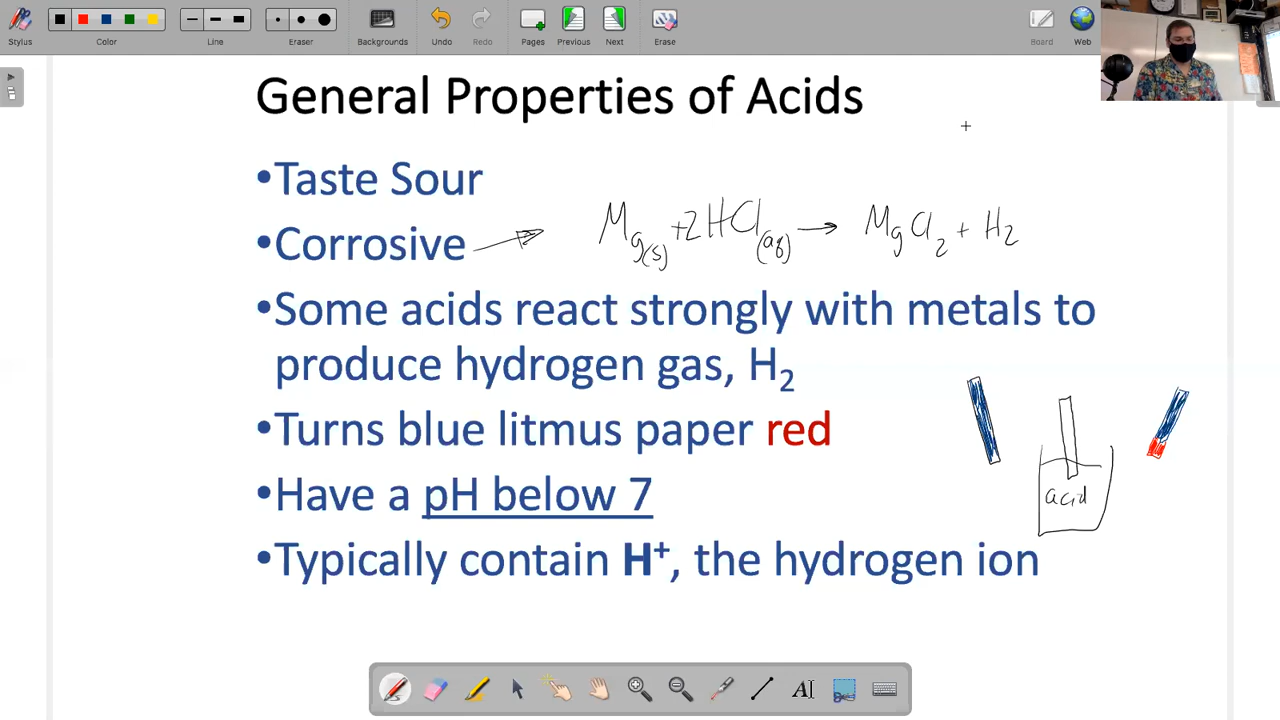 Stylus Color Line Eraser Backgrounds Undo Redo Pages Previous Next Erase Board Web
General Properties of Acids
•Taste Sour
Mg(s) + 2HCl(aq) → MgCl2 + H2
•Corrosive
•Some acids react strongly with metals to
produce hydrogen gas, H2
•Turns blue litmus paper red
•Have a pH below 7
acid
•Typically contain H+, the hydrogen ion
A